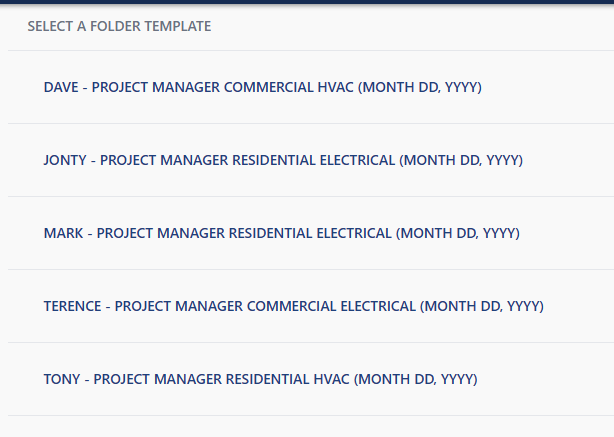 SELECT A FOLDER TEMPLATE
DAVE - PROJECT MANAGER COMMERCIAL HVAC (MONTH DD, YYYY)
JONTY - PROJECT MANAGER RESIDENTIAL ELECTRICAL (MONTH DD, YYYY)
MARK - PROJECT MANAGER RESIDENTIAL ELECTRICAL (MONTH DD, YYYY)
TERENCE - PROJECT MANAGER COMMERCIAL ELECTRICAL (MONTH DD, YYYY)
TONY - PROJECT MANAGER RESIDENTIAL HVAC (MONTH DD, YYYY)